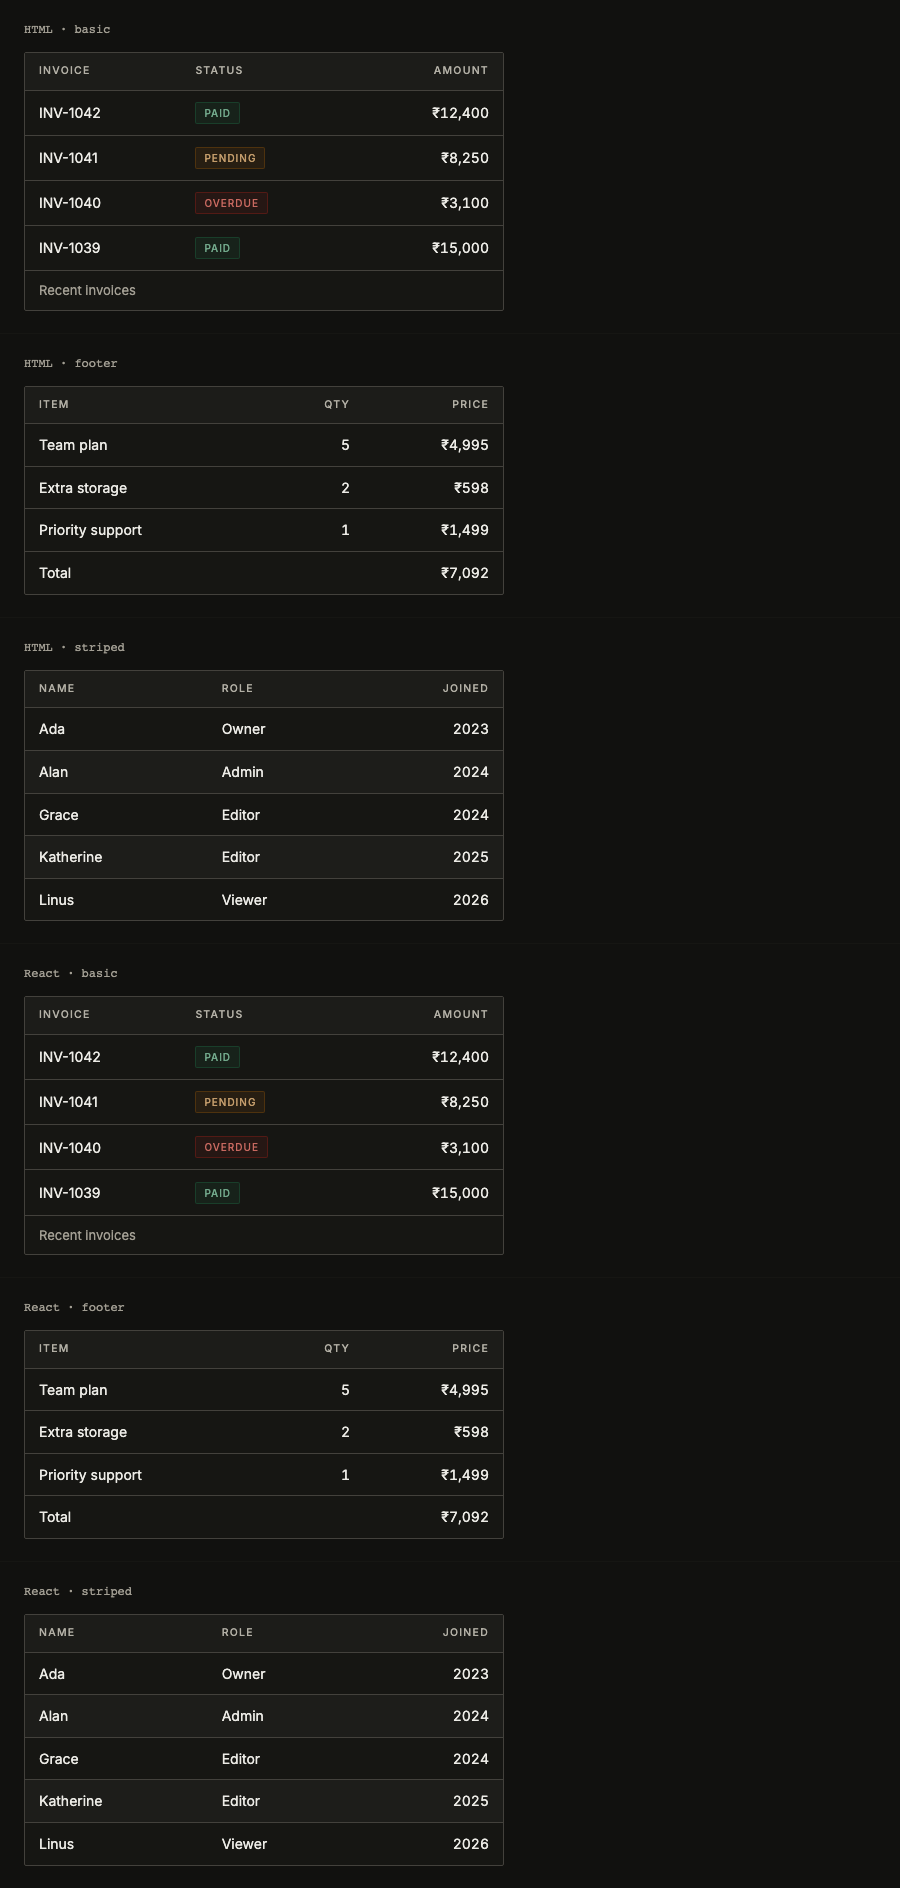 HTML · basic
INVOICE STATUS AMOUNT
INV-1042 PAID ₹12,400
INV-1041 PENDING ₹8,250
INV-1040 OVERDUE ₹3,100
INV-1039 PAID ₹15,000
Recent invoices
HTML · footer
ITEM QTY PRICE
Team plan 5 ₹4,995
Extra storage 2 ₹598
Priority support 1 ₹1,499
Total ₹7,092
HTML · striped
NAME ROLE JOINED
Ada Owner 2023
Alan Admin 2024
Grace Editor 2024
Katherine Editor 2025
Linus Viewer 2026
React · basic
INVOICE STATUS AMOUNT
INV-1042 PAID ₹12,400
INV-1041 PENDING ₹8,250
INV-1040 OVERDUE ₹3,100
INV-1039 PAID ₹15,000
Recent invoices
React · footer
ITEM QTY PRICE
Team plan 5 ₹4,995
Extra storage 2 ₹598
Priority support 1 ₹1,499
Total ₹7,092
React · striped
NAME ROLE JOINED
Ada Owner 2023
Alan Admin 2024
Grace Editor 2024
Katherine Editor 2025
Linus Viewer 2026